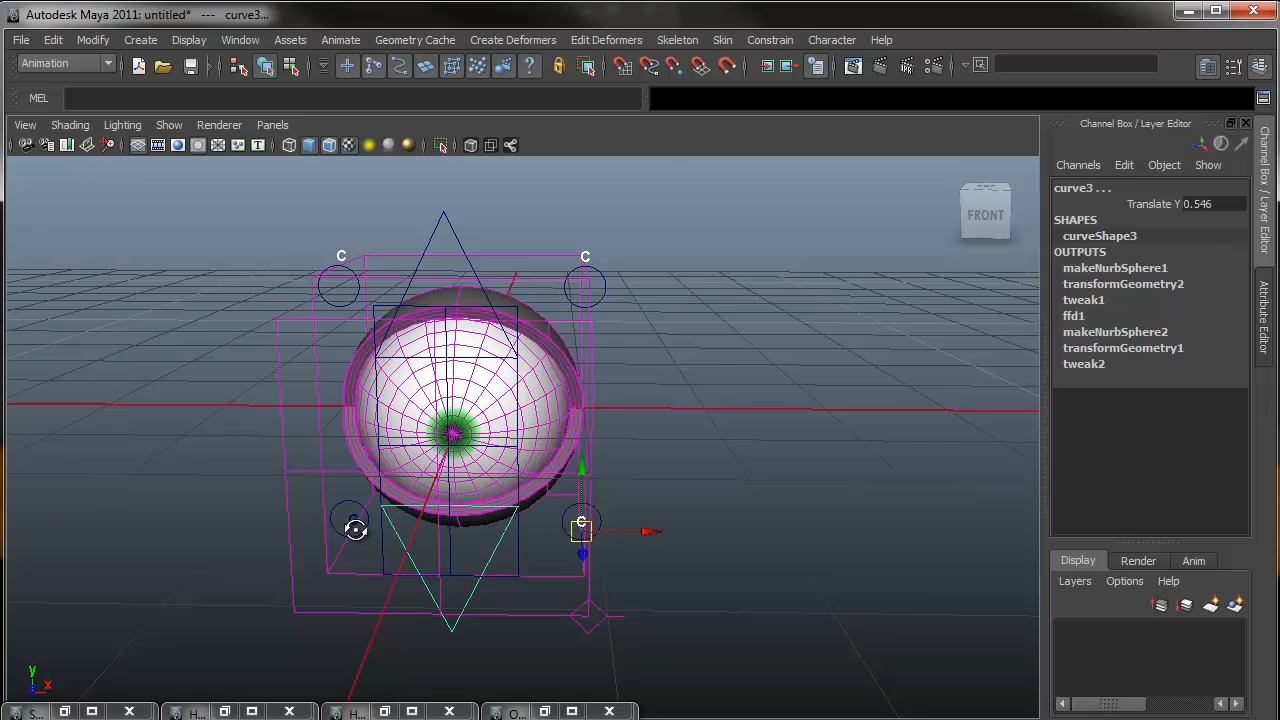 Autodesk Maya 2011: untitled* --- curve3...
File Edit Modify Create Display Window Assets Animate Geometry Cache Create Deformers Edit Deformers Skeleton Skin Constrain Character Help
Animation
MEL
View Shading Lighting Show Renderer Panels
Channel Box / Layer Editor
Channels Edit Object Show
curve3 ...
Translate Y 0.546
SHAPES
curveShape3
OUTPUTS
makeNurbSphere1
transformGeometry2
tweak1
ffd1
makeNurbSphere2
transformGeometry1
tweak2
Channel Box / Layer Editor
Attribute Editor
FRONT
C C
C
y
x
Display Render Anim
Layers Options Help
S... H... H... O...